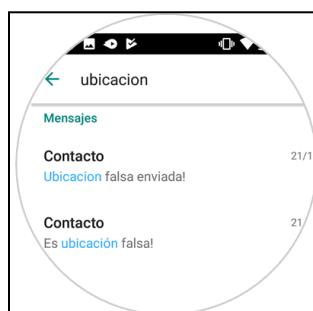 ubicacion
Mensajes
Contacto 21/1
Ubicacion falsa enviada!
Contacto 21
Es ubicación falsa!